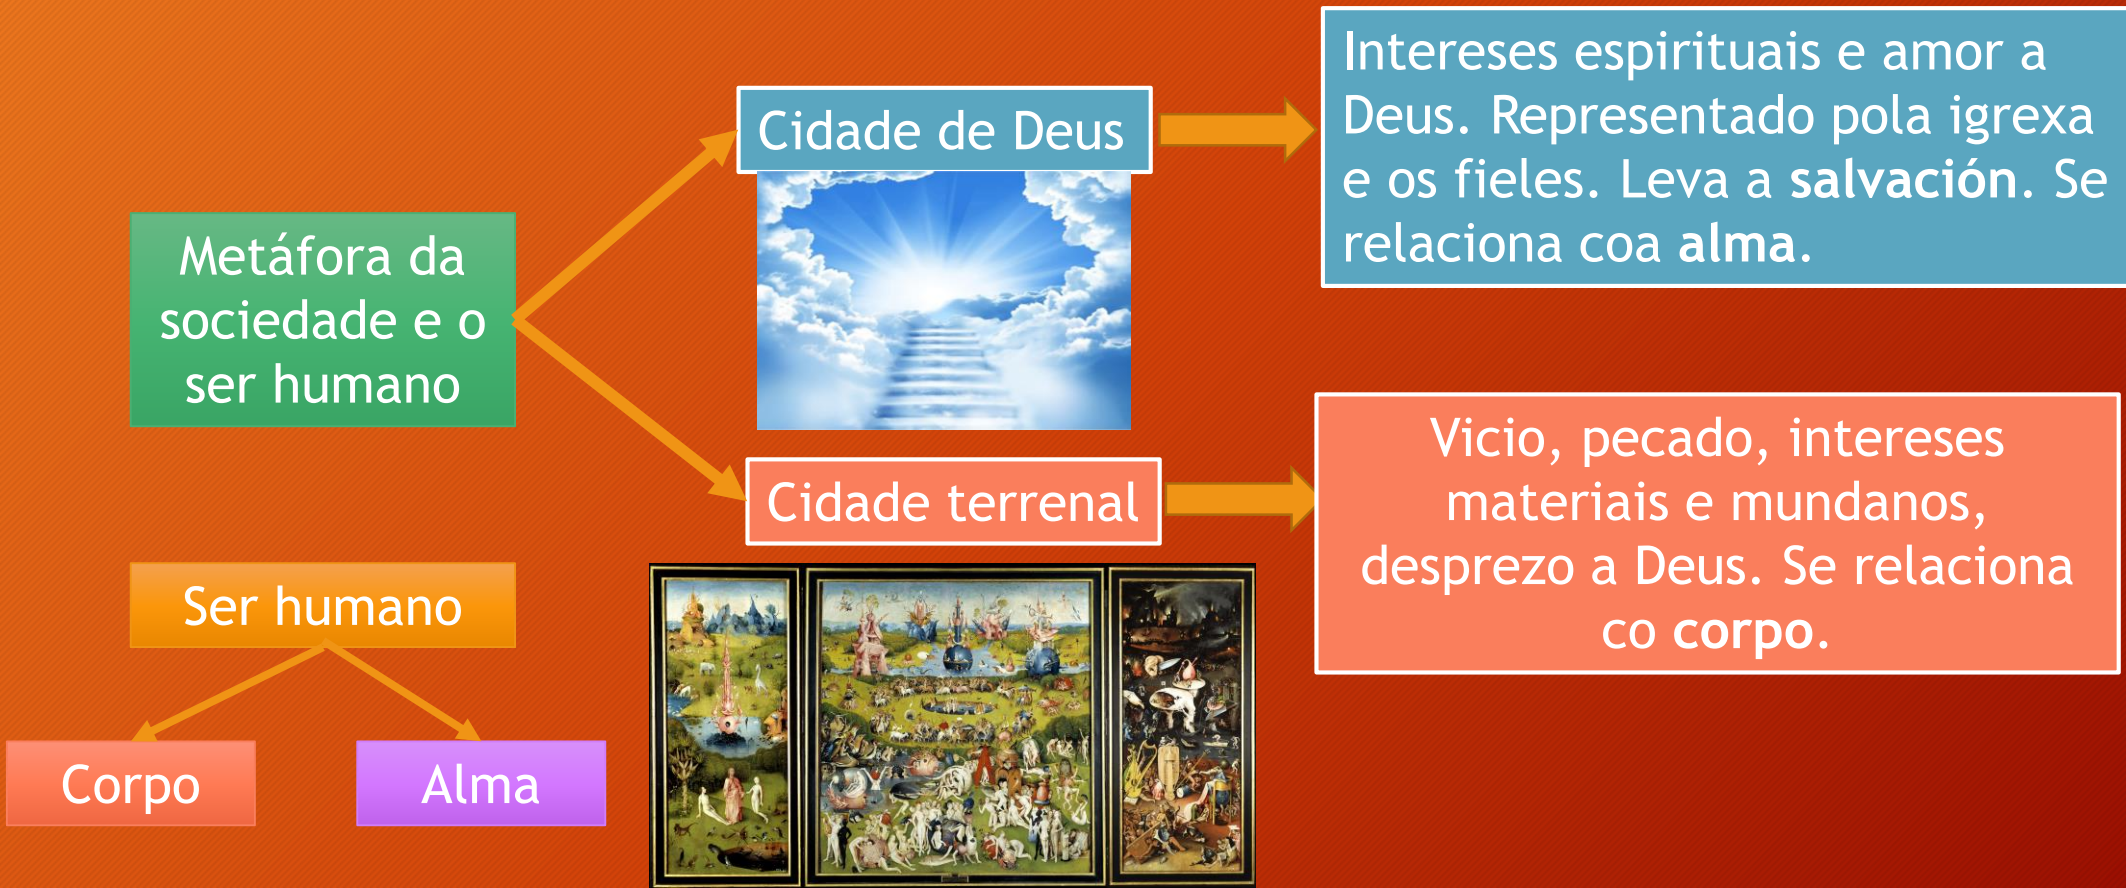 Metáfora da
sociedade e o
ser humano
Cidade de Deus
Intereses espirituais e amor a
Deus. Representado pola igrexa
e os fieles. Leva a salvación. Se
relaciona coa alma.
Cidade terrenal
Vicio, pecado, intereses
materiais e mundanos,
desprezo a Deus. Se relaciona
co corpo.
Ser humano
Corpo
Alma